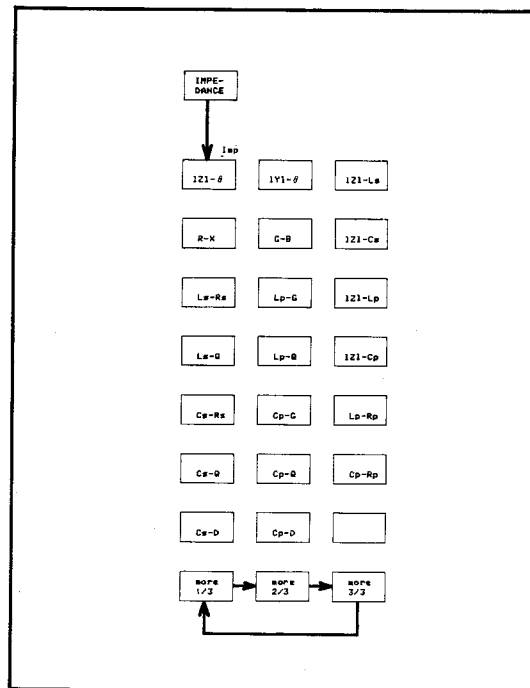 IMPE-
DANCE
Imp
|Z|-θ |Y|-θ |Z|-Ls
R-X G-B |Z|-Cs
Ls-Rs Lp-G |Z|-Lp
Ls-Q Lp-Q |Z|-Cp
Cs-Rs Cp-G Lp-Rp
Cs-Q Cp-Q Cp-Rp
Cs-D Cp-D
more more more
1/3 2/3 3/3